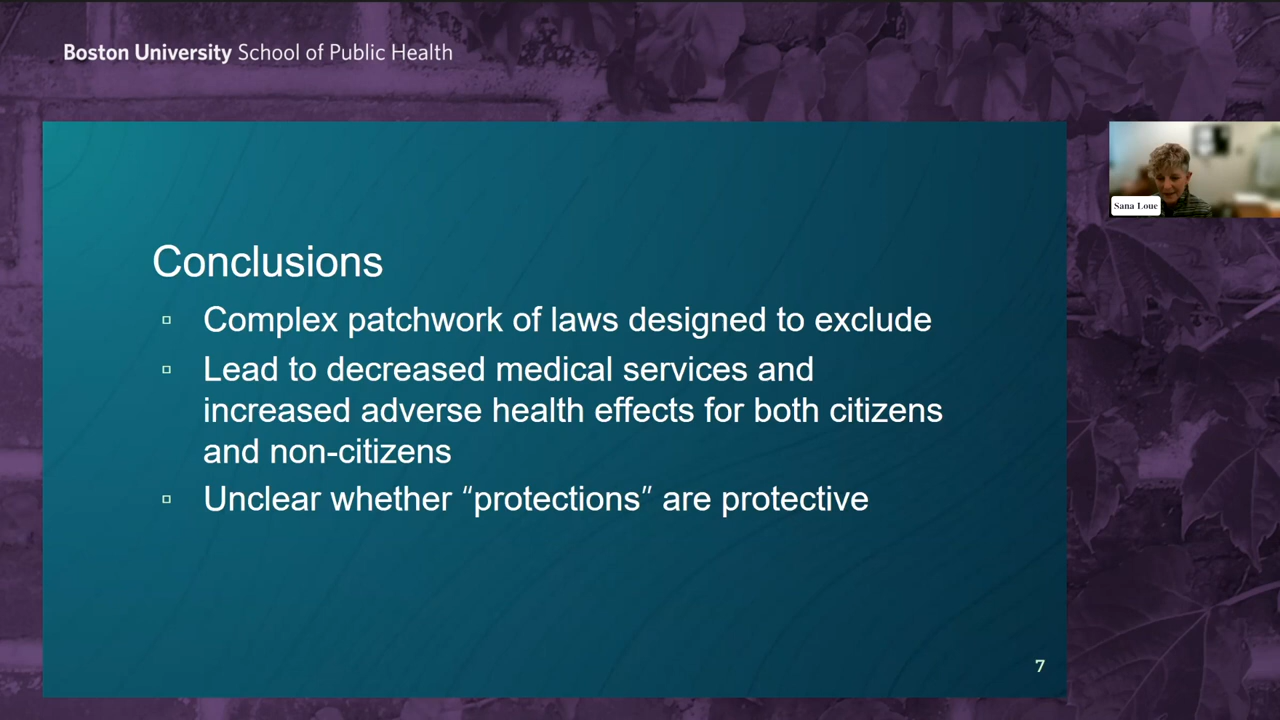 Boston University School of Public Health
Sana Loue
Conclusions
▫ Complex patchwork of laws designed to exclude
▫ Lead to decreased medical services and
increased adverse health effects for both citizens
and non-citizens
▫ Unclear whether “protections” are protective
7